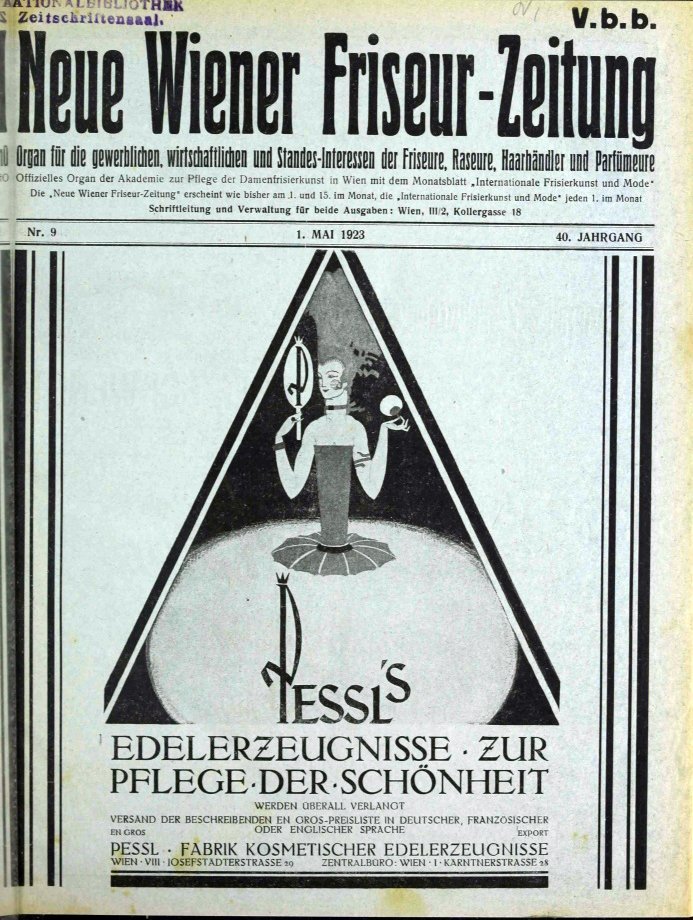 NATIONALBIBLIOTHEK
Zeitschriftensaal.
V.b.b.
Neue Wiener Friseur-Zeitung
Organ für die gewerblichen, wirtschaftlichen und Standes-Interessen der Friseure, Raseure, Haarhändler und Parfümeure
Offizielles Organ der Akademie zur Pflege der Damenfrisierkunst in Wien mit dem Monatsblatt „Internationale Frisierkunst und Mode"
Die „Neue Wiener Friseur-Zeitung" erscheint wie bisher am 1. und 15. im Monat, die „Internationale Frisierkunst und Mode" jeden 1. im Monat
Schriftleitung und Verwaltung für beide Ausgaben: Wien, III/2, Kollergasse 18
Nr. 9 1. MAI 1923 40. JAHRGANG
P
PESSL'S
EDELERZEUGNISSE · ZUR
PFLEGE · DER · SCHÖNHEIT
WERDEN ÜBERALL VERLANGT
VERSAND DER BESCHREIBENDEN EN GROS-PREISLISTE IN DEUTSCHER, FRANZÖSISCHER
EN GROS ODER ENGLISCHER SPRACHE EXPORT
PESSL · FABRIK KOSMETISCHER EDELERZEUGNISSE
WIEN · VIII · JOSEFSTÄDTERSTRASSE 29 ZENTRALBÜRO: WIEN · I · KÄRNTNERSTRASSE 28